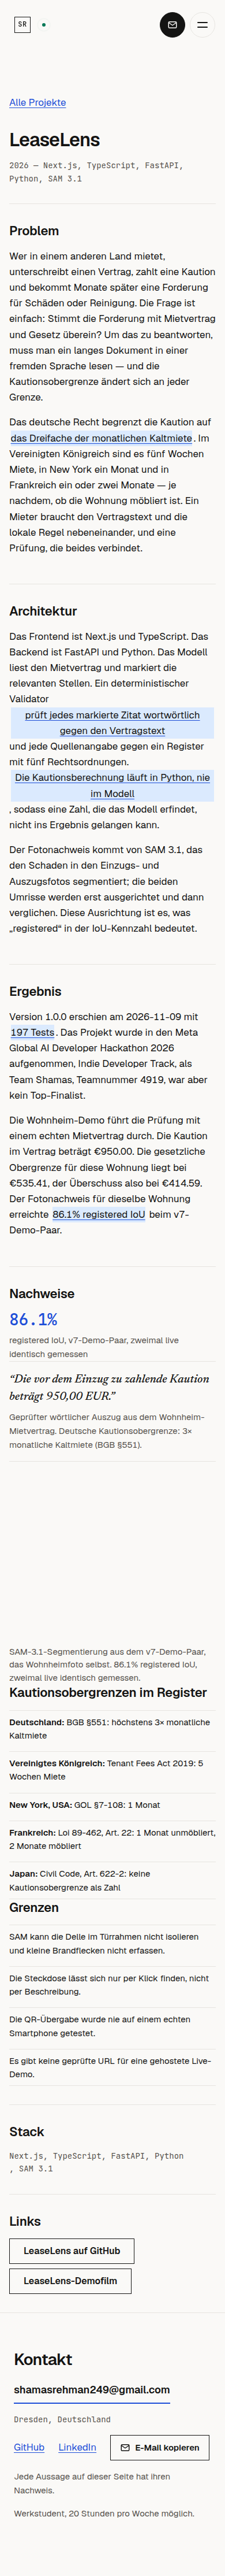 SR
Alle Projekte
LeaseLens
2026 — Next.js, TypeScript, FastAPI,
Python, SAM 3.1
Problem
Wer in einem anderen Land mietet,
unterschreibt einen Vertrag, zahlt eine Kaution
und bekommt Monate später eine Forderung
für Schäden oder Reinigung. Die Frage ist
einfach: Stimmt die Forderung mit Mietvertrag
und Gesetz überein? Um das zu beantworten,
muss man ein langes Dokument in einer
fremden Sprache lesen — und die
Kautionsobergrenze ändert sich an jeder
Grenze.
Das deutsche Recht begrenzt die Kaution auf
das Dreifache der monatlichen Kaltmiete. Im
Vereinigten Königreich sind es fünf Wochen
Miete, in New York ein Monat und in
Frankreich ein oder zwei Monate — je
nachdem, ob die Wohnung möbliert ist. Ein
Mieter braucht den Vertragstext und die
lokale Regel nebeneinander, und eine
Prüfung, die beides verbindet.
Architektur
Das Frontend ist Next.js und TypeScript. Das
Backend ist FastAPI und Python. Das Modell
liest den Mietvertrag und markiert die
relevanten Stellen. Ein deterministischer
Validator
prüft jedes markierte Zitat wortwörtlich
gegen den Vertragstext
und jede Quellenangabe gegen ein Register
mit fünf Rechtsordnungen.
Die Kautionsberechnung läuft in Python, nie
im Modell
, sodass eine Zahl, die das Modell erfindet,
nicht ins Ergebnis gelangen kann.
Der Fotonachweis kommt von SAM 3.1, das
den Schaden in den Einzugs- und
Auszugsfotos segmentiert; die beiden
Umrisse werden erst ausgerichtet und dann
verglichen. Diese Ausrichtung ist es, was
„registered“ in der IoU-Kennzahl bedeutet.
Ergebnis
Version 1.0.0 erschien am 2026-11-09 mit
197 Tests. Das Projekt wurde in den Meta
Global AI Developer Hackathon 2026
aufgenommen, Indie Developer Track, als
Team Shamas, Teamnummer 4919, war aber
kein Top-Finalist.
Die Wohnheim-Demo führt die Prüfung mit
einem echten Mietvertrag durch. Die Kaution
im Vertrag beträgt €950.00. Die gesetzliche
Obergrenze für diese Wohnung liegt bei
€535.41, der Überschuss also bei €414.59.
Der Fotonachweis für dieselbe Wohnung
erreichte 86.1% registered IoU beim v7-
Demo-Paar.
Nachweise
86.1%
registered IoU, v7-Demo-Paar, zweimal live
identisch gemessen
“Die vor dem Einzug zu zahlende Kaution
beträgt 950,00 EUR.”
Geprüfter wörtlicher Auszug aus dem Wohnheim-
Mietvertrag. Deutsche Kautionsobergrenze: 3×
monatliche Kaltmiete (BGB §551).
SAM-3.1-Segmentierung aus dem v7-Demo-Paar,
das Wohnheimfoto selbst. 86.1% registered IoU,
zweimal live identisch gemessen.
Kautionsobergrenzen im Register
Deutschland: BGB §551: höchstens 3× monatliche
Kaltmiete
Vereinigtes Königreich: Tenant Fees Act 2019: 5
Wochen Miete
New York, USA: GOL §7-108: 1 Monat
Frankreich: Loi 89-462, Art. 22: 1 Monat unmöbliert,
2 Monate möbliert
Japan: Civil Code, Art. 622-2: keine
Kautionsobergrenze als Zahl
Grenzen
SAM kann die Delle im Türrahmen nicht isolieren
und kleine Brandflecken nicht erfassen.
Die Steckdose lässt sich nur per Klick finden, nicht
per Beschreibung.
Die QR-Übergabe wurde nie auf einem echten
Smartphone getestet.
Es gibt keine geprüfte URL für eine gehostete Live-
Demo.
Stack
Next.js, TypeScript, FastAPI, Python
, SAM 3.1
Links
LeaseLens auf GitHub
LeaseLens-Demofilm
Kontakt
shamasrehman249@gmail.com
Dresden, Deutschland
GitHub LinkedIn E-Mail kopieren
Jede Aussage auf dieser Seite hat ihren
Nachweis.
Werkstudent, 20 Stunden pro Woche möglich.